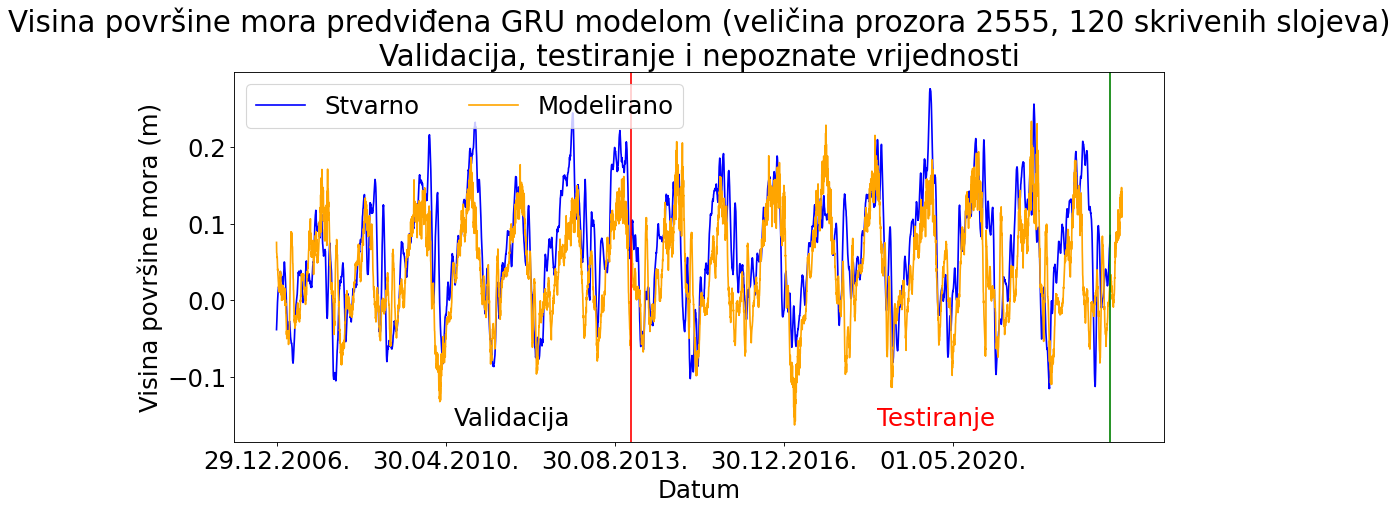 Visina površine mora predviđena GRU modelom (veličina prozora 2555, 120 skrivenih slojeva)
Validacija, testiranje i nepoznate vrijednosti
Stvarno
Modelirano
Visina površine mora (m)
0.2
0.1
0.0
−0.1
Validacija
Testiranje
29.12.2006.
30.04.2010.
30.08.2013.
30.12.2016.
01.05.2020.
Datum